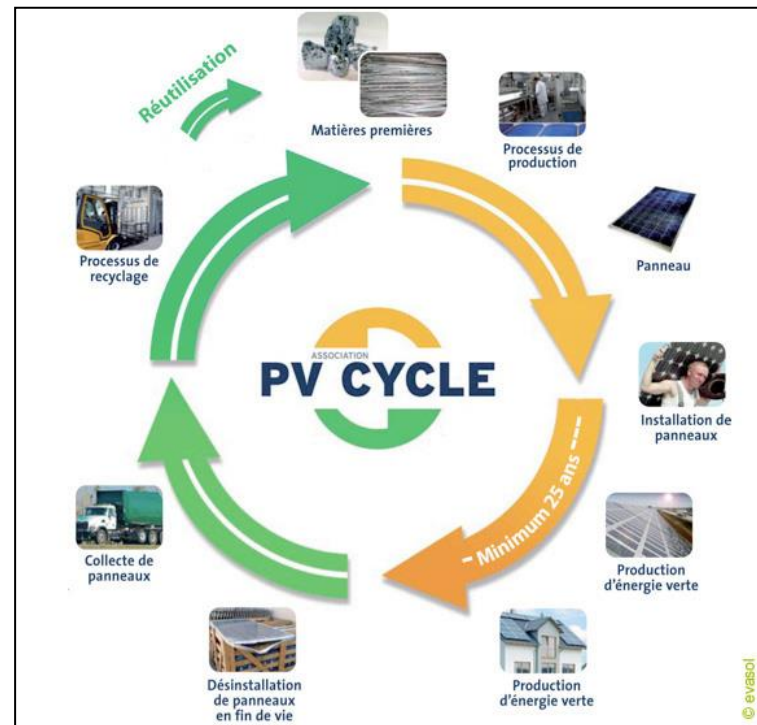 Réutilisation
Matières premières
Processus de
production
Panneau
Installation de
panneaux
Minimum 25 ans
Production
d'énergie verte
Production
d'énergie verte
Désinstallation
de panneaux
en fin de vie
Collecte de
panneaux
Processus de
recyclage
ASSOCIATION
PV CYCLE
© evasol